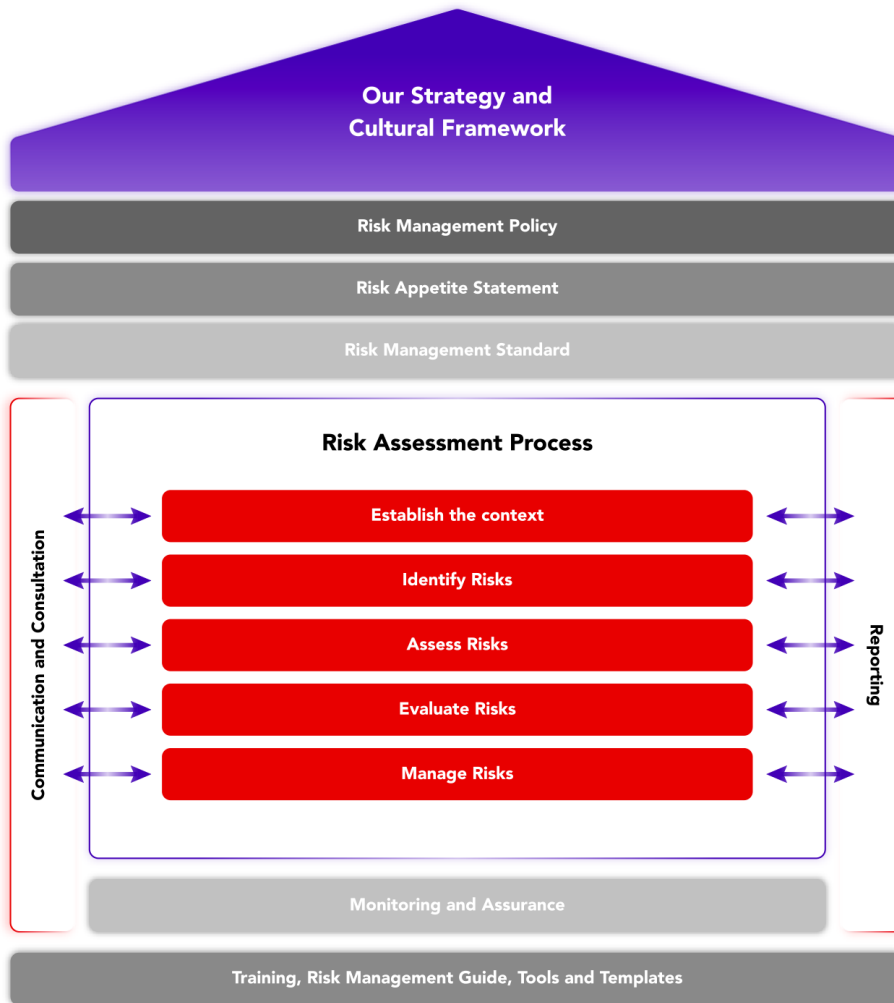 Our Strategy and
Cultural Framework
Risk Management Policy
Risk Appetite Statement
Risk Management Standard
Communication and Consultation
Risk Assessment Process
Establish the context
Identify Risks
Assess Risks
Evaluate Risks
Manage Risks
Reporting
Monitoring and Assurance
Training, Risk Management Guide, Tools and Templates